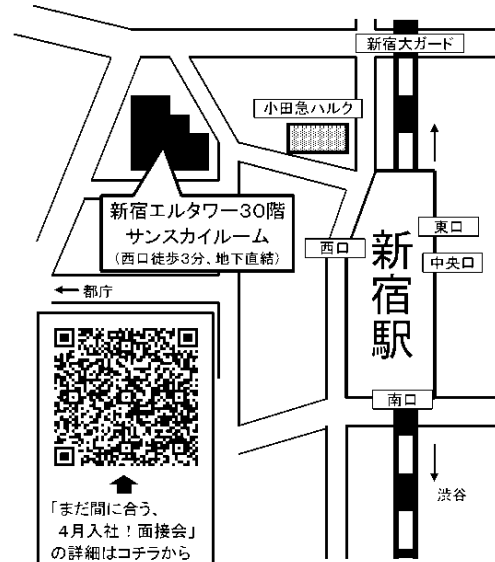 新宿大ガード
小田急ハルク
新宿エルタワー30階
サンスカイルーム
(西口徒歩3分、地下直結)
西口
新宿駅
東口
中央口
← 都庁
南口
渋谷
「まだ間に合う、
4月入社！面接会」
の詳細はコチラから